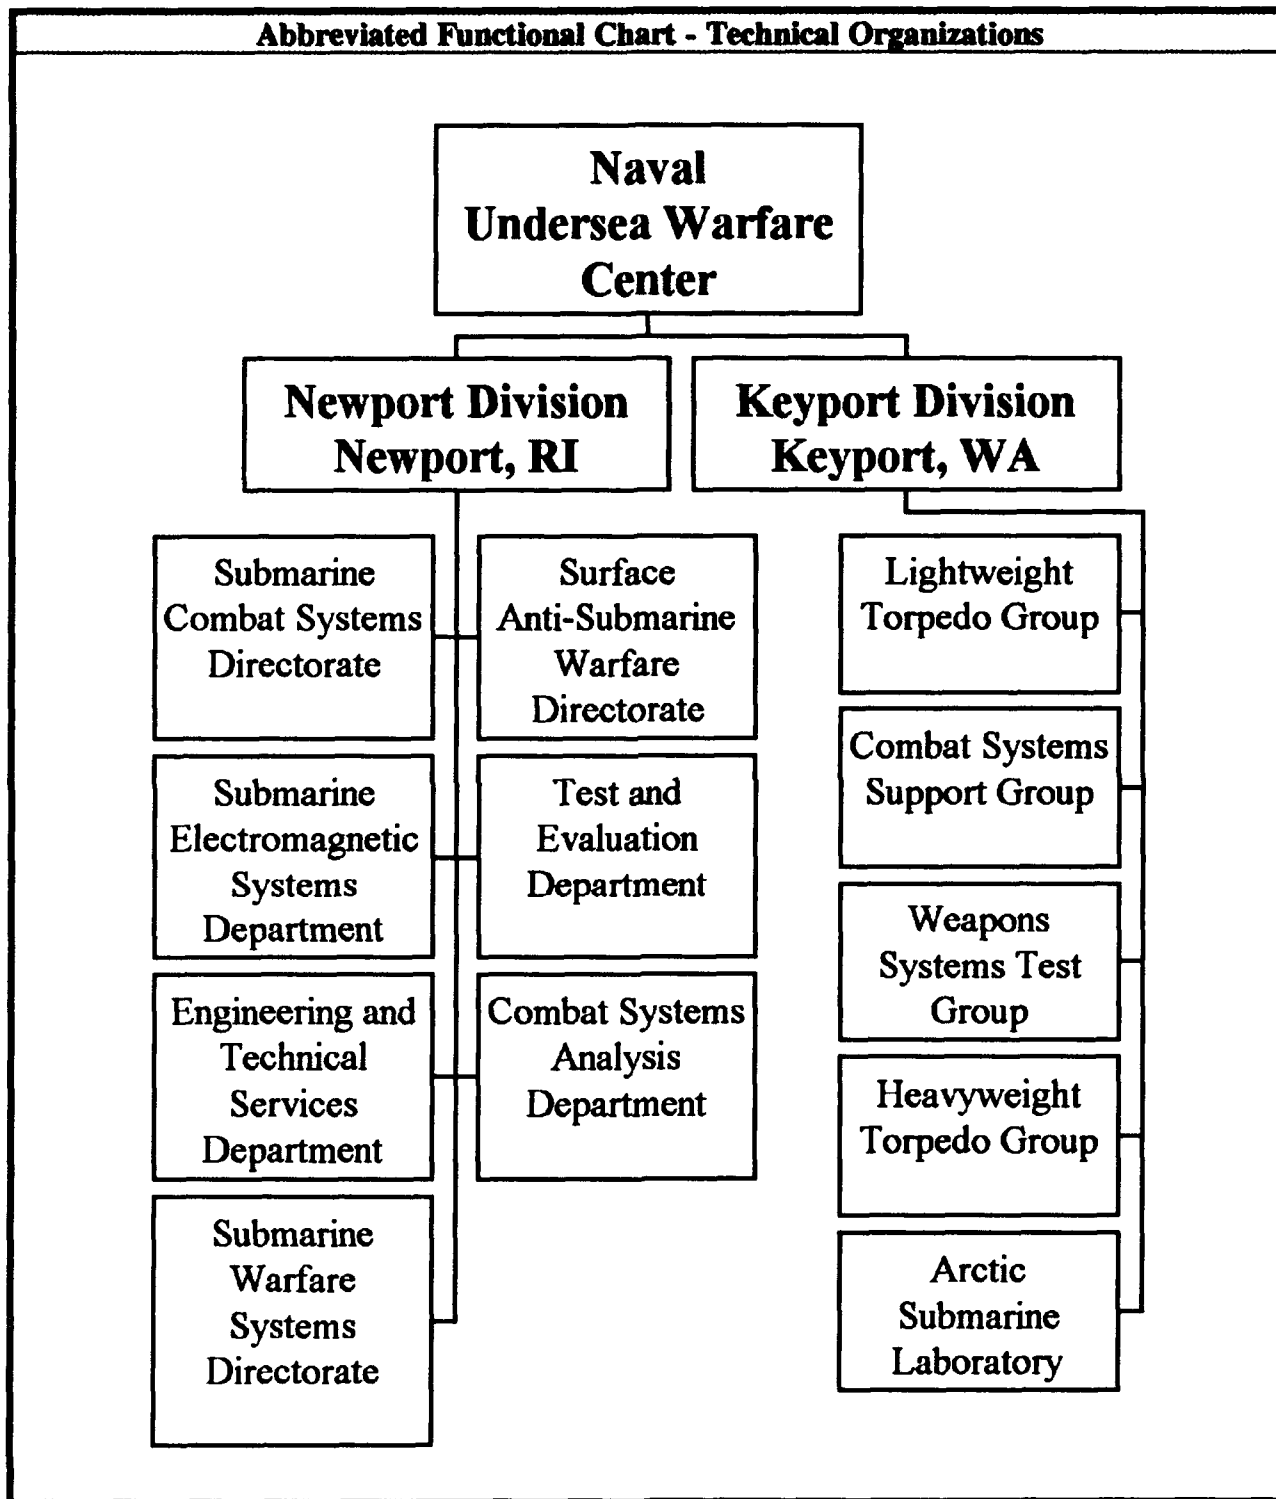 Abbreviated Functional Chart - Technical Organizations
Naval
Undersea Warfare
Center
Newport Division
Newport, RI
Keyport Division
Keyport, WA
Submarine
Combat Systems
Directorate
Surface
Anti-Submarine
Warfare
Directorate
Submarine
Electromagnetic
Systems
Department
Test and
Evaluation
Department
Engineering and
Technical
Services
Department
Combat Systems
Analysis
Department
Submarine
Warfare
Systems
Directorate
Lightweight
Torpedo Group
Combat Systems
Support Group
Weapons
Systems Test
Group
Heavyweight
Torpedo Group
Arctic
Submarine
Laboratory